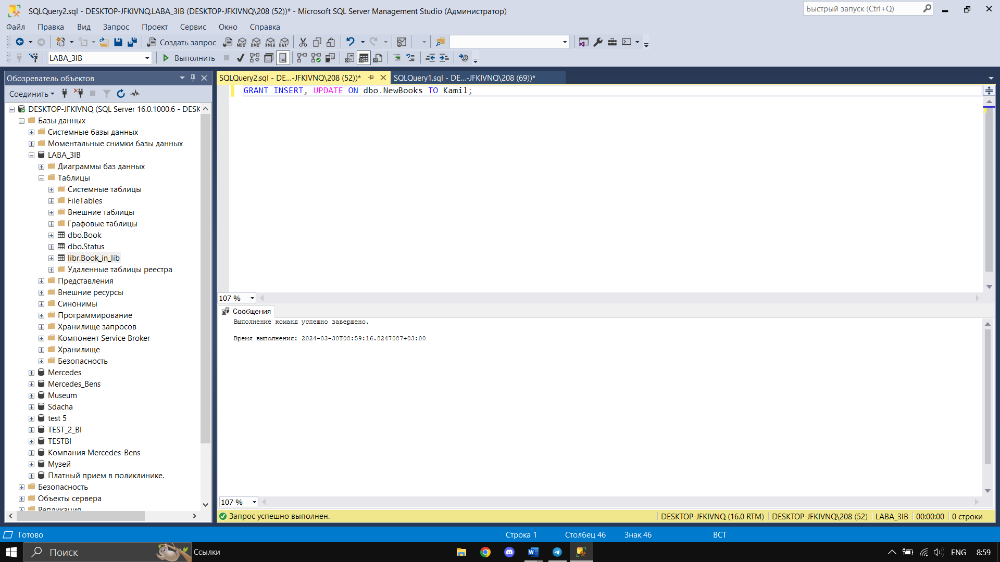 SQLQuery2.sql - DESKTOP-JFKIVNQ.LABA_3IB (DESKTOP-JFKIVNQ\208 (52))* - Microsoft SQL Server Management Studio (Администратор)
Быстрый запуск (Ctrl+Q)
Файл Правка Вид Запрос Проект Сервис Окно Справка
Создать запрос MDX DMX XMLA DAX
LABA_3IB Выполнить
Обозреватель объектов
Соединить
DESKTOP-JFKIVNQ (SQL Server 16.0.1000.6 - DESK
Базы данных
Системные базы данных
Моментальные снимки базы данных
LABA_3IB
Диаграммы баз данных
Таблицы
Системные таблицы
FileTables
Внешние таблицы
Графовые таблицы
dbo.Book
dbo.Status
libr.Book_in_lib
Удаленные таблицы реестра
Представления
Внешние ресурсы
Синонимы
Программирование
Хранилище запросов
Компонент Service Broker
Хранилище
Безопасность
Mercedes
Mercedes_Bens
Museum
Sdacha
test 5
TEST_2_BI
TESTBI
Компания Mercedes-Bens
Музей
Платный прием в поликлинике.
Безопасность
Объекты сервера
Репликация
SQLQuery2.sql - DE...-JFKIVNQ\208 (52))*
SQLQuery1.sql - DE...-JFKIVNQ\208 (69))*
GRANT INSERT, UPDATE ON dbo.NewBooks TO Kamil;
107 %
Сообщения
Выполнение команд успешно завершено.
Время выполнения: 2024-03-30T08:59:16.8247087+03:00
107 %
Запрос успешно выполнен.
DESKTOP-JFKIVNQ (16.0 RTM) DESKTOP-JFKIVNQ\208 (52) LABA_3IB 00:00:00 0 строки
Готово Строка 1 Столбец 46 Знак 46 ВСТ
Поиск Ссылки ENG 8:59